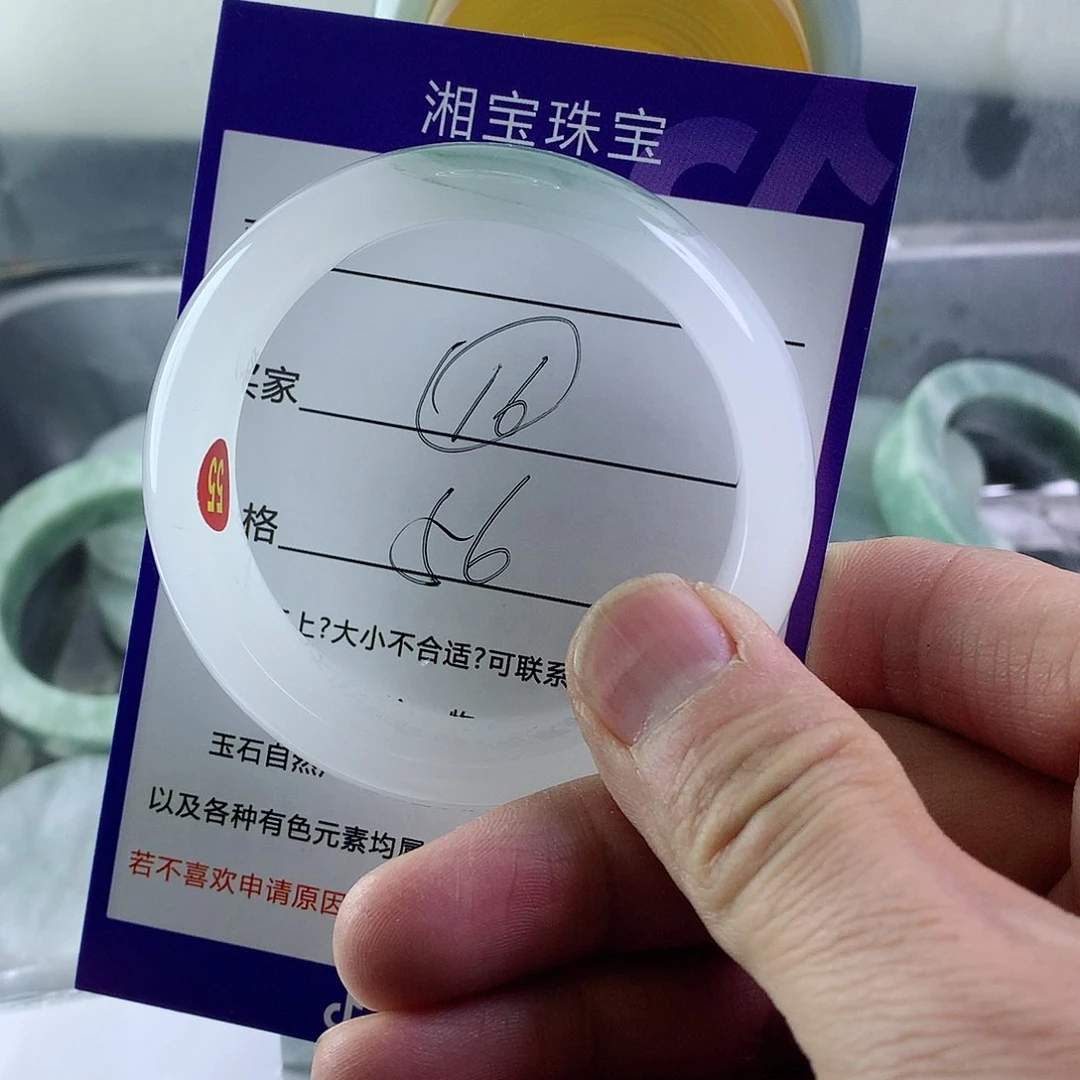 湘宝珠宝
买家 16
55
格 56
上?大小不合适?可联系
玉石自然
以及各种有色元素均属
若不喜欢申请原因